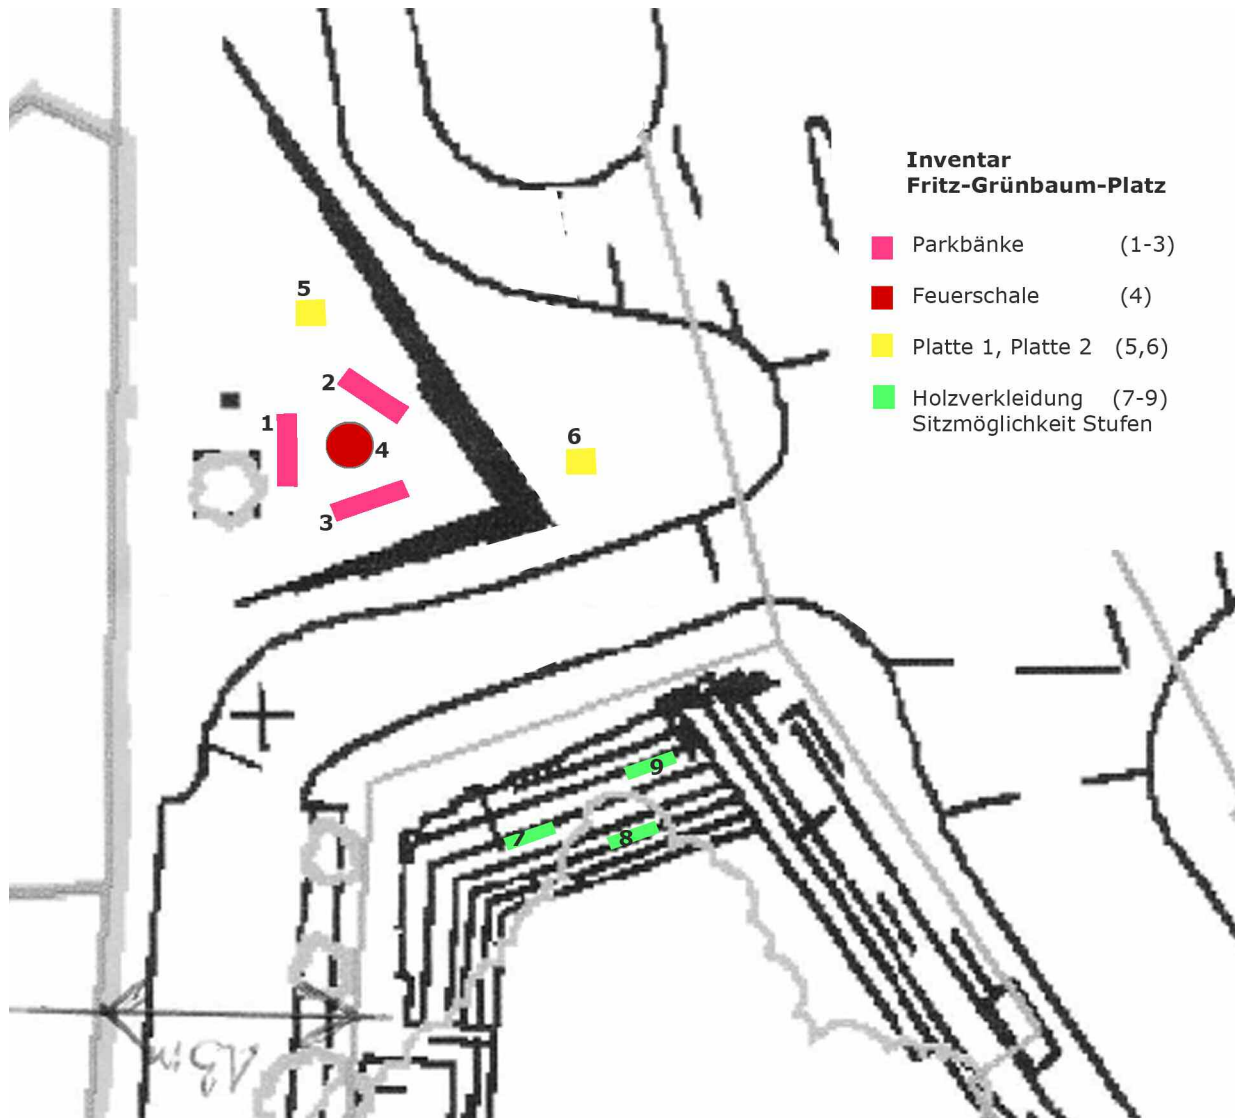 Inventar
Fritz-Grünbaum-Platz
Parkbänke (1-3)
Feuerschale (4)
Platte 1, Platte 2 (5,6)
Holzverkleidung (7-9)
Sitzmöglichkeit Stufen
5
2
1
4
3
6
9
7
8